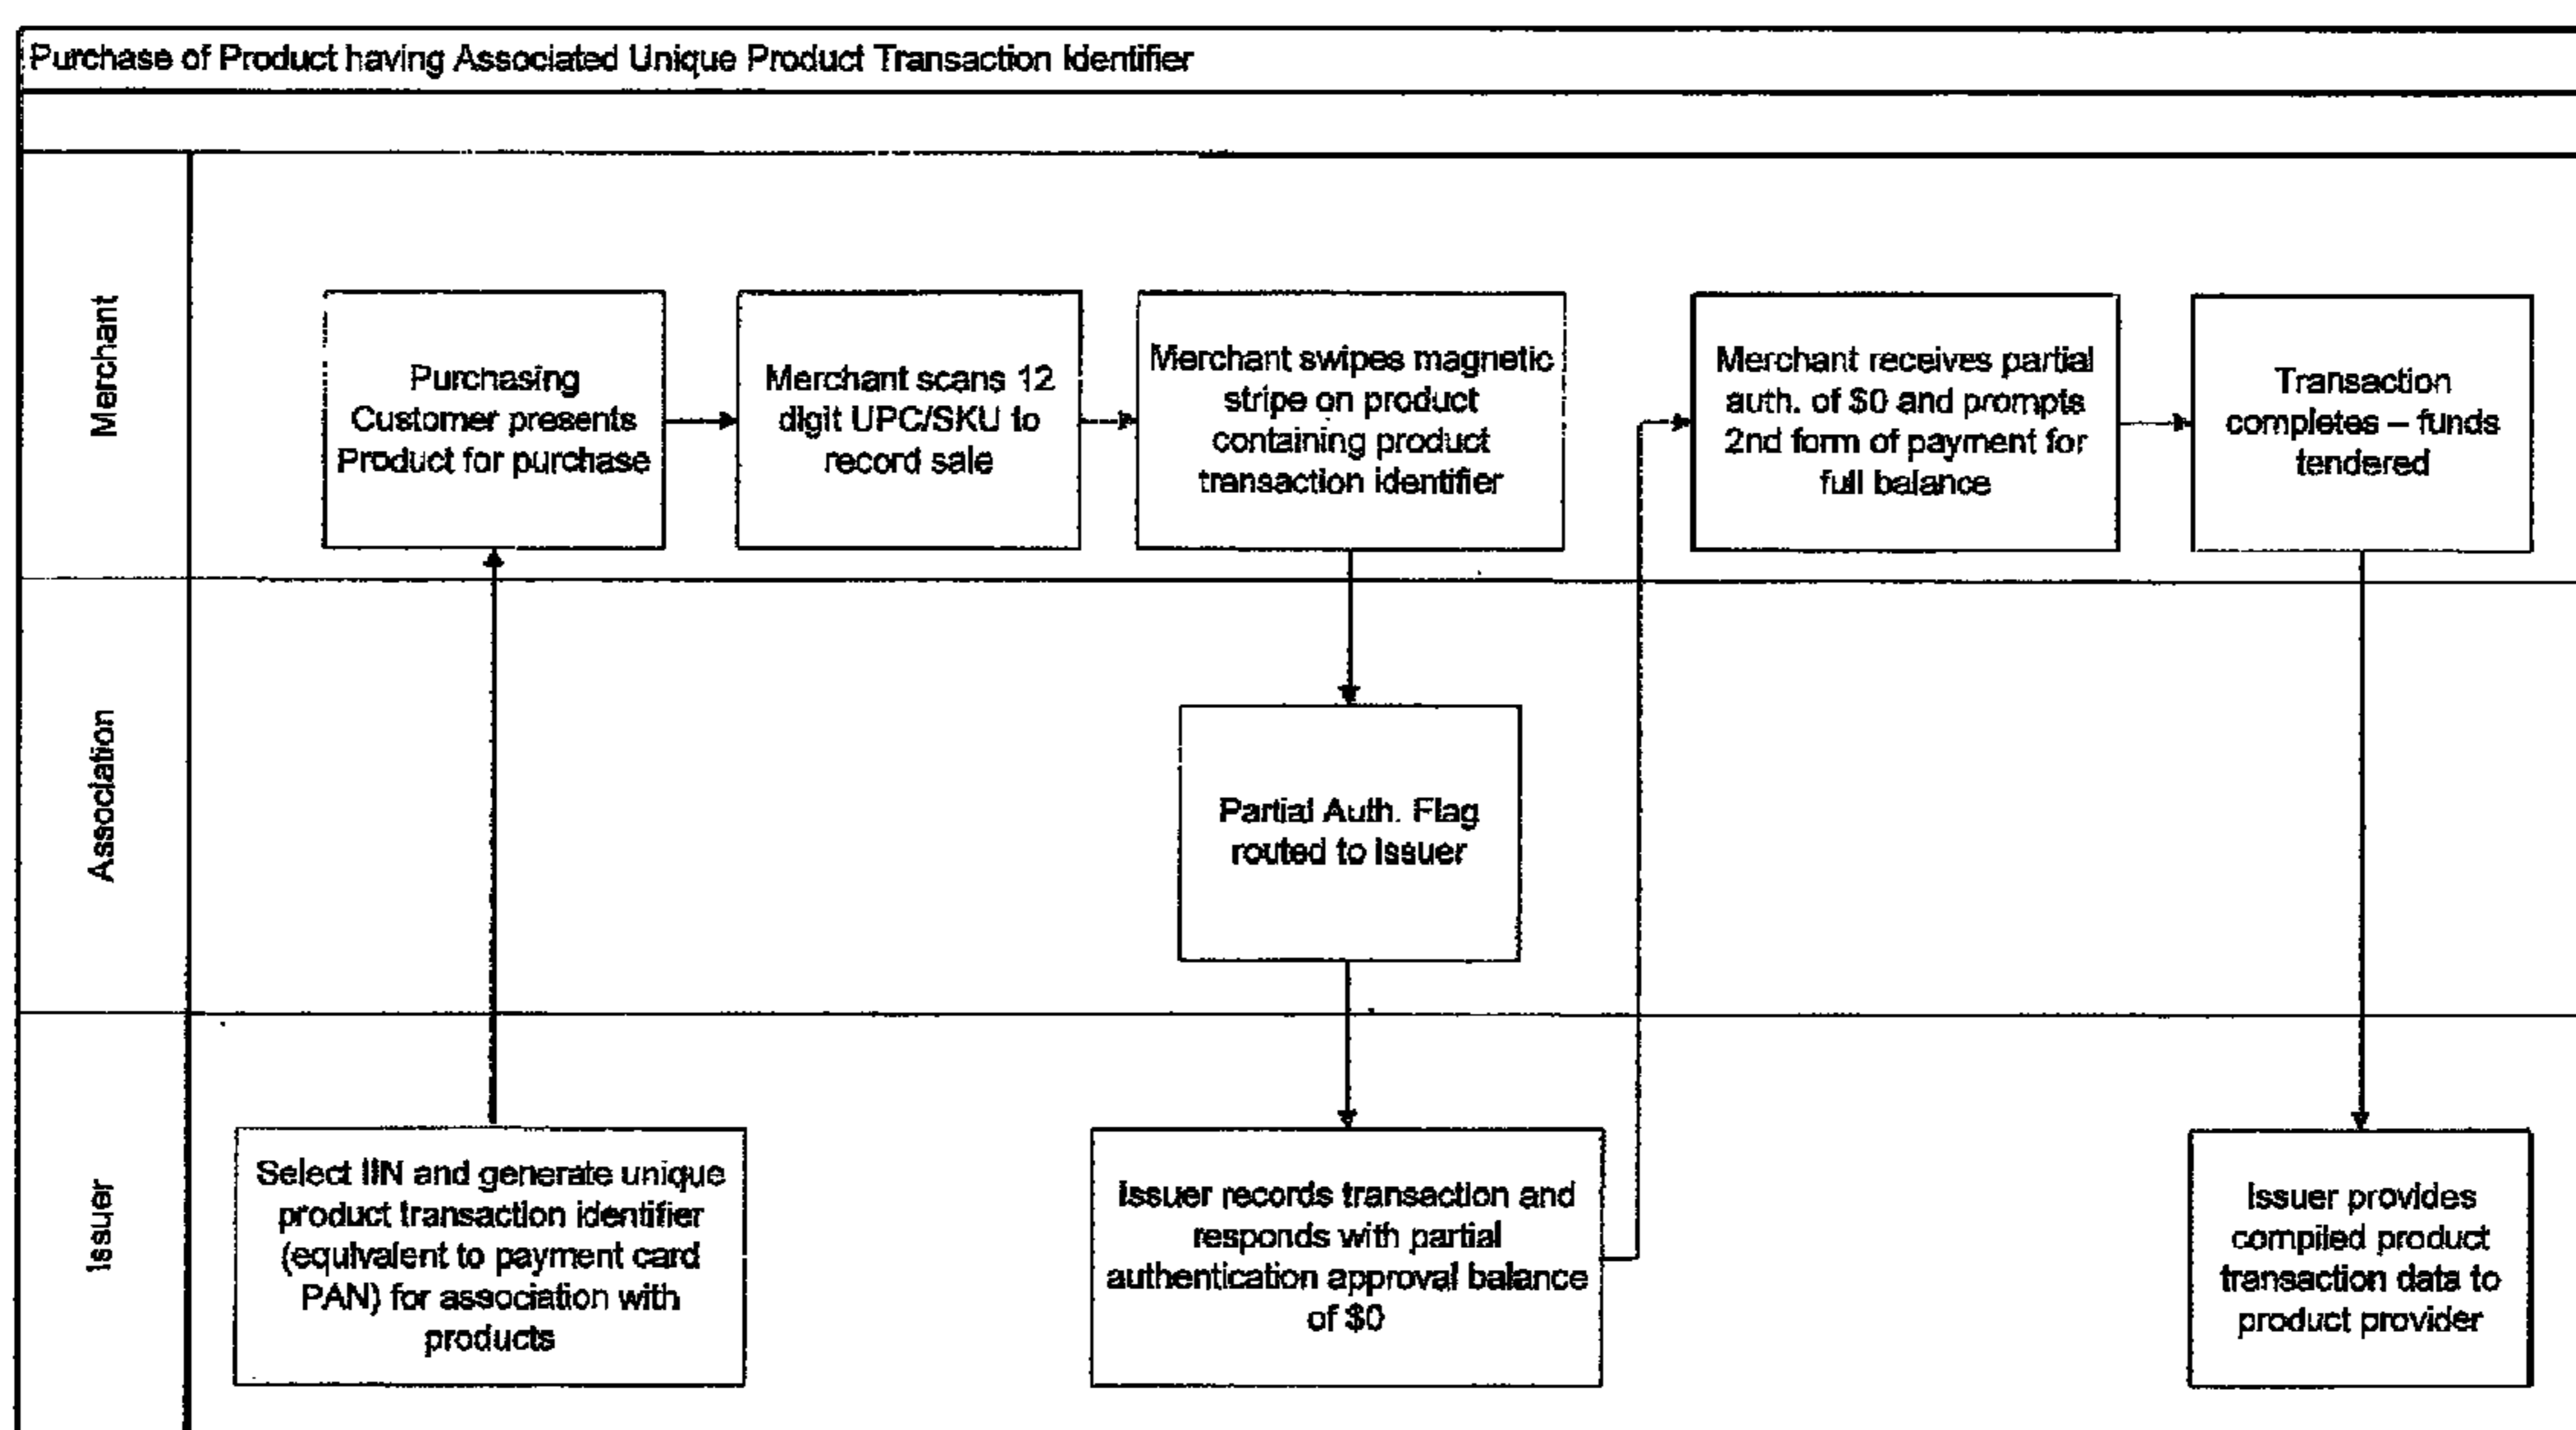 Purchase of Product having Associated Unique Product Transaction Identifier
Merchant
Purchasing
Customer presents
Product for purchase
Merchant scans 12
digit UPC/SKU to
record sale
Merchant swipes magnetic
stripe on product
containing product
transaction identifier
Merchant receives partial
auth. of $0 and prompts
2nd form of payment for
full balance
Transaction
completes – funds
tendered
Association
Partial Auth. Flag
routed to Issuer
Issuer
Select IIN and generate unique
product transaction identifier
(equivalent to payment card
PAN) for association with
products
Issuer records transaction and
responds with partial
authentication approval balance
of $0
Issuer provides
compiled product
transaction data to
product provider